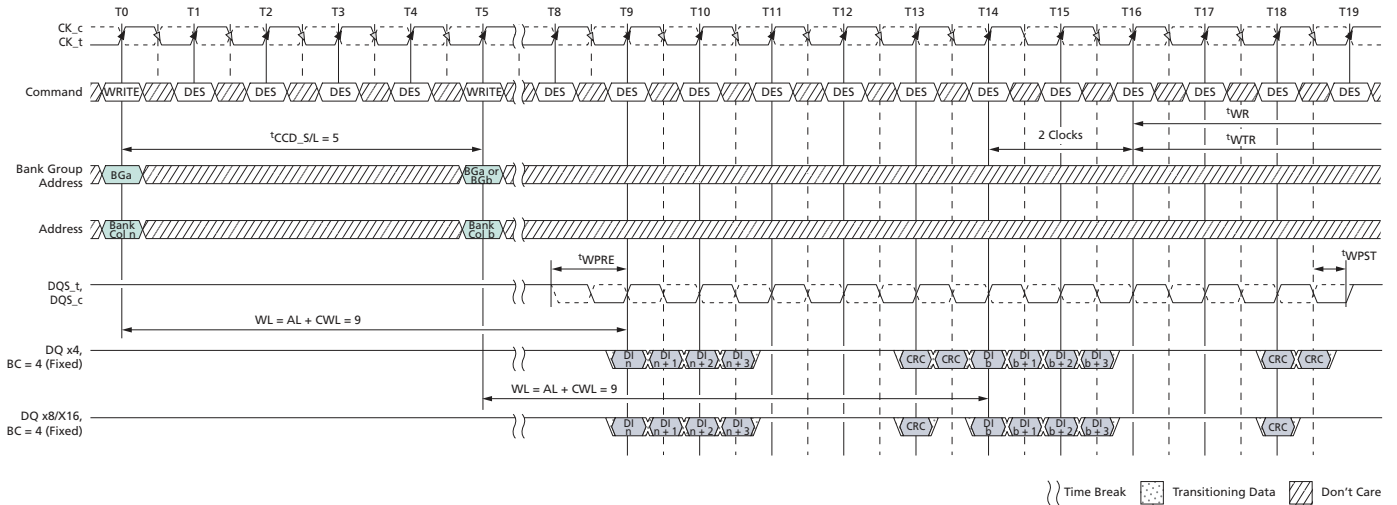 T0 T1 T2 T3 T4 T5 T8 T9 T10 T11 T12 T13 T14 T15 T16 T17 T18 T19
CK_c
CK_t
Command WRITE DES DES DES DES WRITE DES DES DES DES DES DES DES DES DES DES DES DES
tWR
tCCD_S/L = 5 2 Clocks tWTR
Bank Group
Address
BGa
BGa or
BGb
Address
Bank
Col n
Bank
Col b
tWPRE tWPST
DQS_t,
DQS_c
WL = AL + CWL = 9
DQ x4,
BC = 4 (Fixed)
DI
n
DI
n + 1
DI
n + 2
DI
n + 3
CRC CRC
DI
b
DI
b + 1
DI
b + 2
DI
b + 3
CRC CRC
WL = AL + CWL = 9
DQ x8/X16,
BC = 4 (Fixed)
DI
n
DI
n + 1
DI
n + 2
DI
n + 3
CRC
DI
b
DI
b + 1
DI
b + 2
DI
b + 3
CRC
Time Break Transitioning Data Don't Care